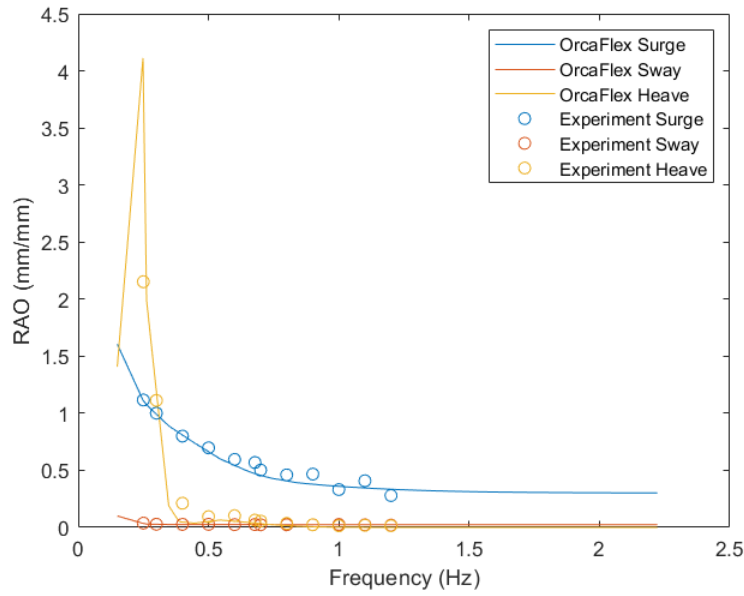 4.5
4
3.5
3
2.5
2
1.5
1
0.5
0
RAO (mm/mm)
OrcaFlex Surge
OrcaFlex Sway
OrcaFlex Heave
Experiment Surge
Experiment Sway
Experiment Heave
0 0.5 1 1.5 2 2.5
Frequency (Hz)